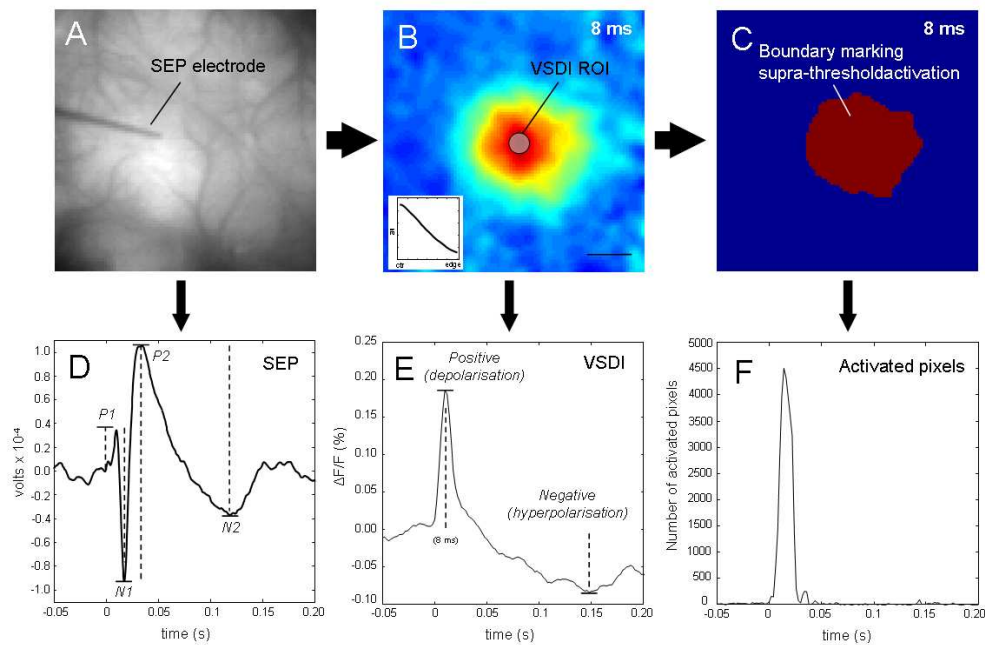 A
SEP electrode
B
8 ms
VSDI ROI
ctr
edge
C
8 ms
Boundary marking
supra-thresholdactivation
D
SEP
P1
P2
N1
N2
volts x 10⁻⁴
1.0
0.8
0.6
0.4
0.2
0.0
-0.2
-0.4
-0.6
-0.8
-1.0
-0.05
0
0.05
0.10
0.15
0.20
time (s)
E
VSDI
Positive
(depolarisation)
Negative
(hyperpolarisation)
(8 ms)
ΔF/F (%)
0.25
0.20
0.15
0.10
0.05
0.00
-0.05
-0.10
-0.05
0
0.05
0.10
0.15
0.20
time (s)
F
Activated pixels
Number of activated pixels
5000
4500
4000
3500
3000
2500
2000
1500
1000
500
0
-0.05
0
0.05
0.10
0.15
0.20
time (s)